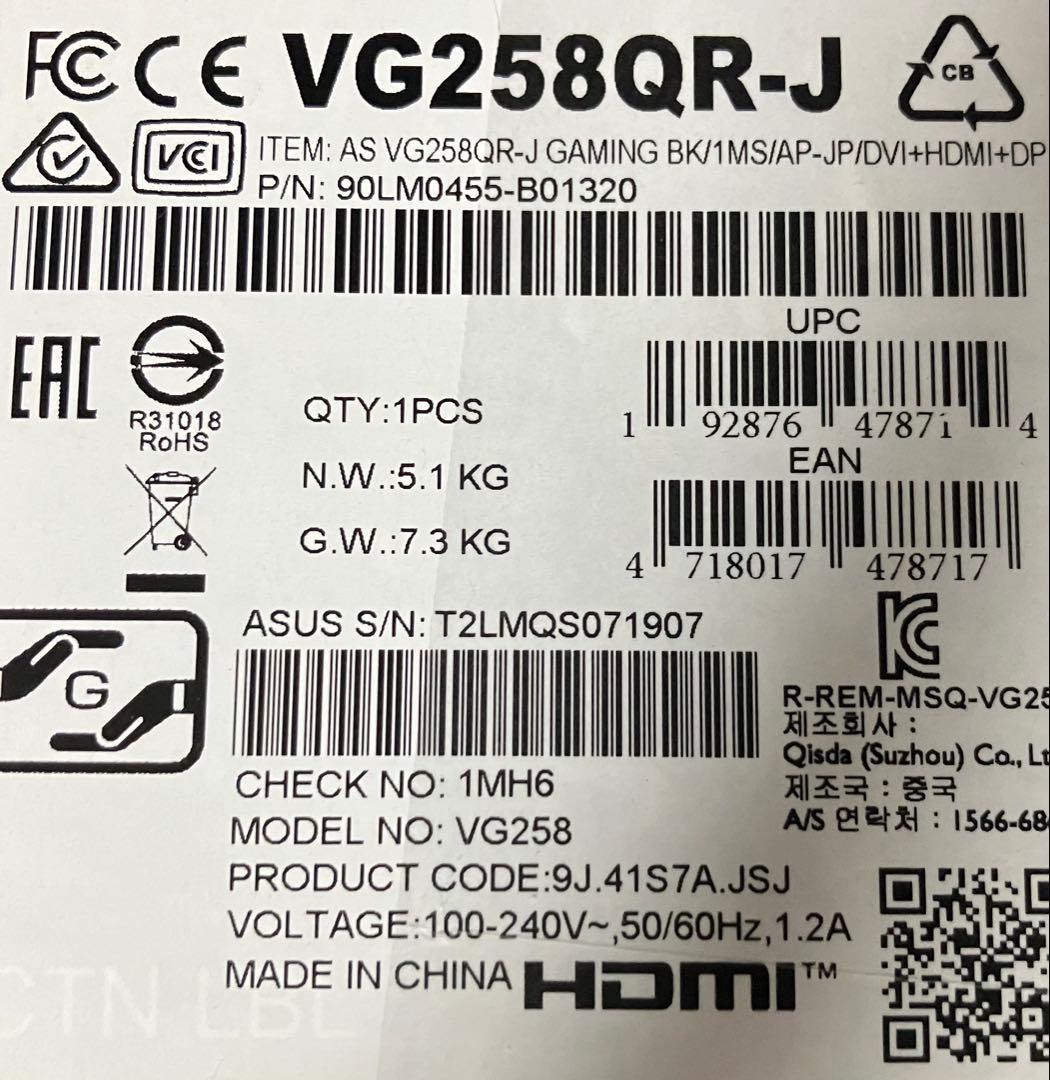 FC CE VG258QR-J CB
VCCI
ITEM: AS VG258QR-J GAMING BK/1MS/AP-JP/DVI+HDMI+DP
P/N: 90LM0455-B01320
UPC
1 92876 47871 4
EAN
4 718017 478717
EAC
R31018
RoHS
QTY:1PCS
N.W.:5.1 KG
G.W.:7.3 KG
G
ASUS S/N: T2LMQS071907
KC
R-REM-MSQ-VG25
제조회사 :
Qisda (Suzhou) Co., Lt
제조국 : 중국
A/S 연락처 : 1566-68
CHECK NO: 1MH6
MODEL NO: VG258
PRODUCT CODE:9J.41S7A.JSJ
VOLTAGE:100-240V~,50/60Hz,1.2A
MADE IN CHINA HDMI™
CTN LBL